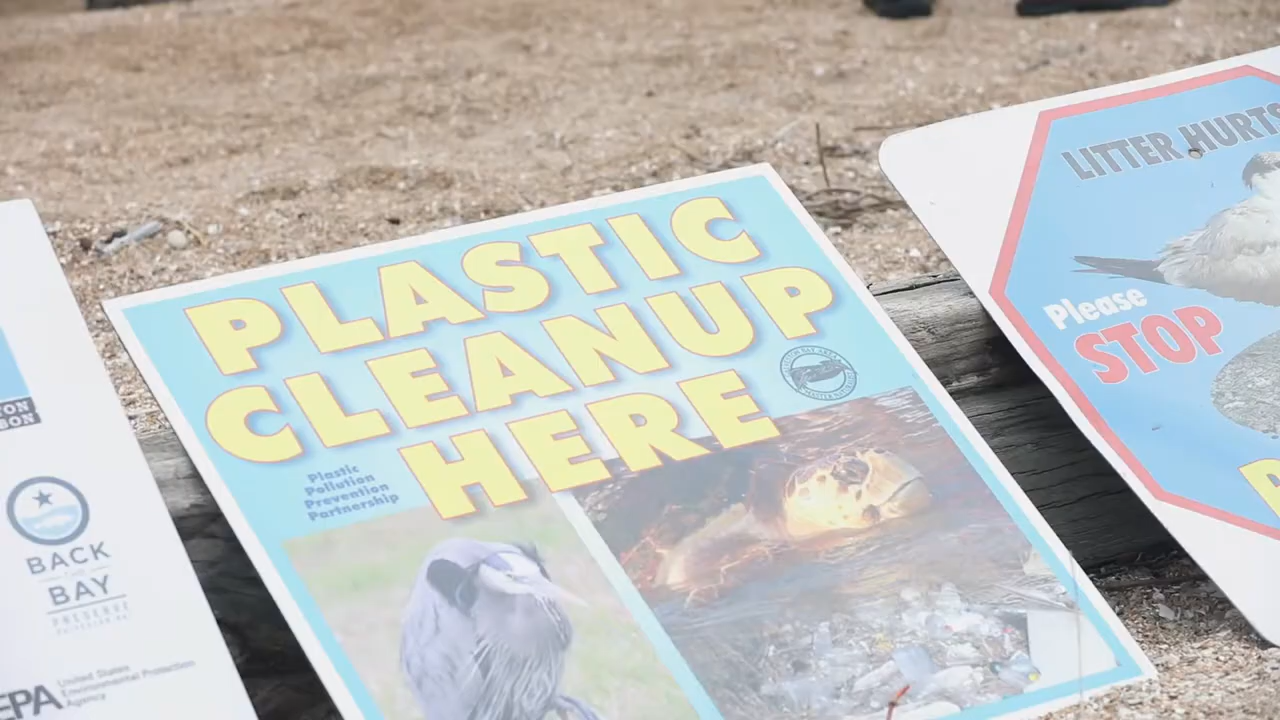 PLASTIC
CLEANUP
HERE
Plastic
Pollution
Prevention
Partnership
LITTER HURTS
Please
STOP
BACK
BAY
PRESERVE
EPA
United States
Environmental Protection
Agency